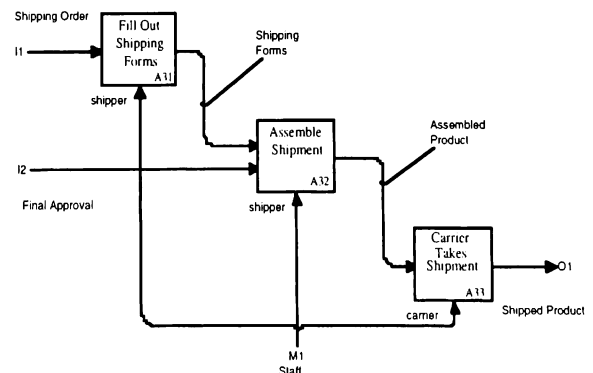 Shipping Order
I1
Fill Out
Shipping
Forms
A31
shipper
Shipping
Forms
I2
Final Approval
Assemble
Shipment
A32
shipper
Assembled
Product
Carrier
Takes
Shipment
A33
carrier
O1
Shipped Product
M1
Staff